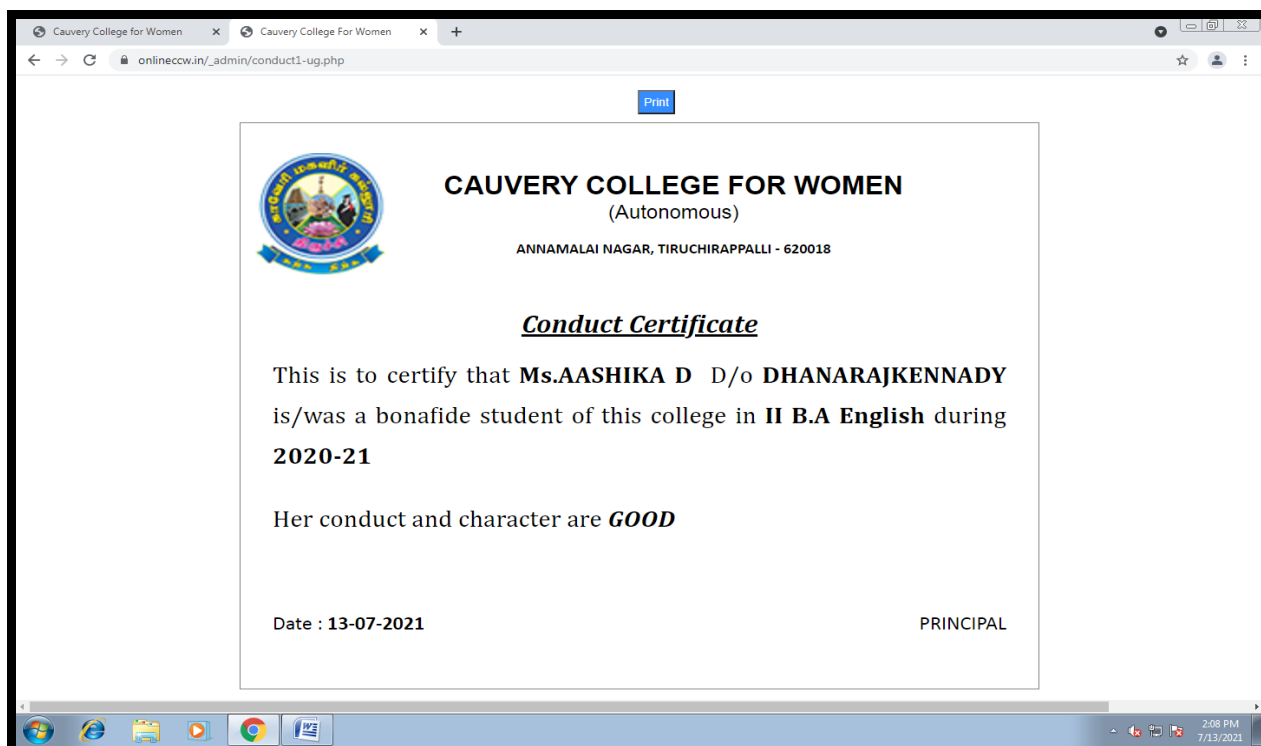 Cauvery College for Women
Cauvery College For Women
onlineccw.in/_admin/conduct1-ug.php
Print
காவேரி மகளிர் கல்லூரி
திருச்சி
கற்க நிற்க
CAUVERY COLLEGE FOR WOMEN
(Autonomous)
ANNAMALAI NAGAR, TIRUCHIRAPPALLI - 620018
Conduct Certificate
This is to certify that Ms.AASHIKA D D/o DHANARAJKENNADY
is/was a bonafide student of this college in II B.A English during
2020-21
Her conduct and character are GOOD
Date : 13-07-2021 PRINCIPAL
2:08 PM
7/13/2021